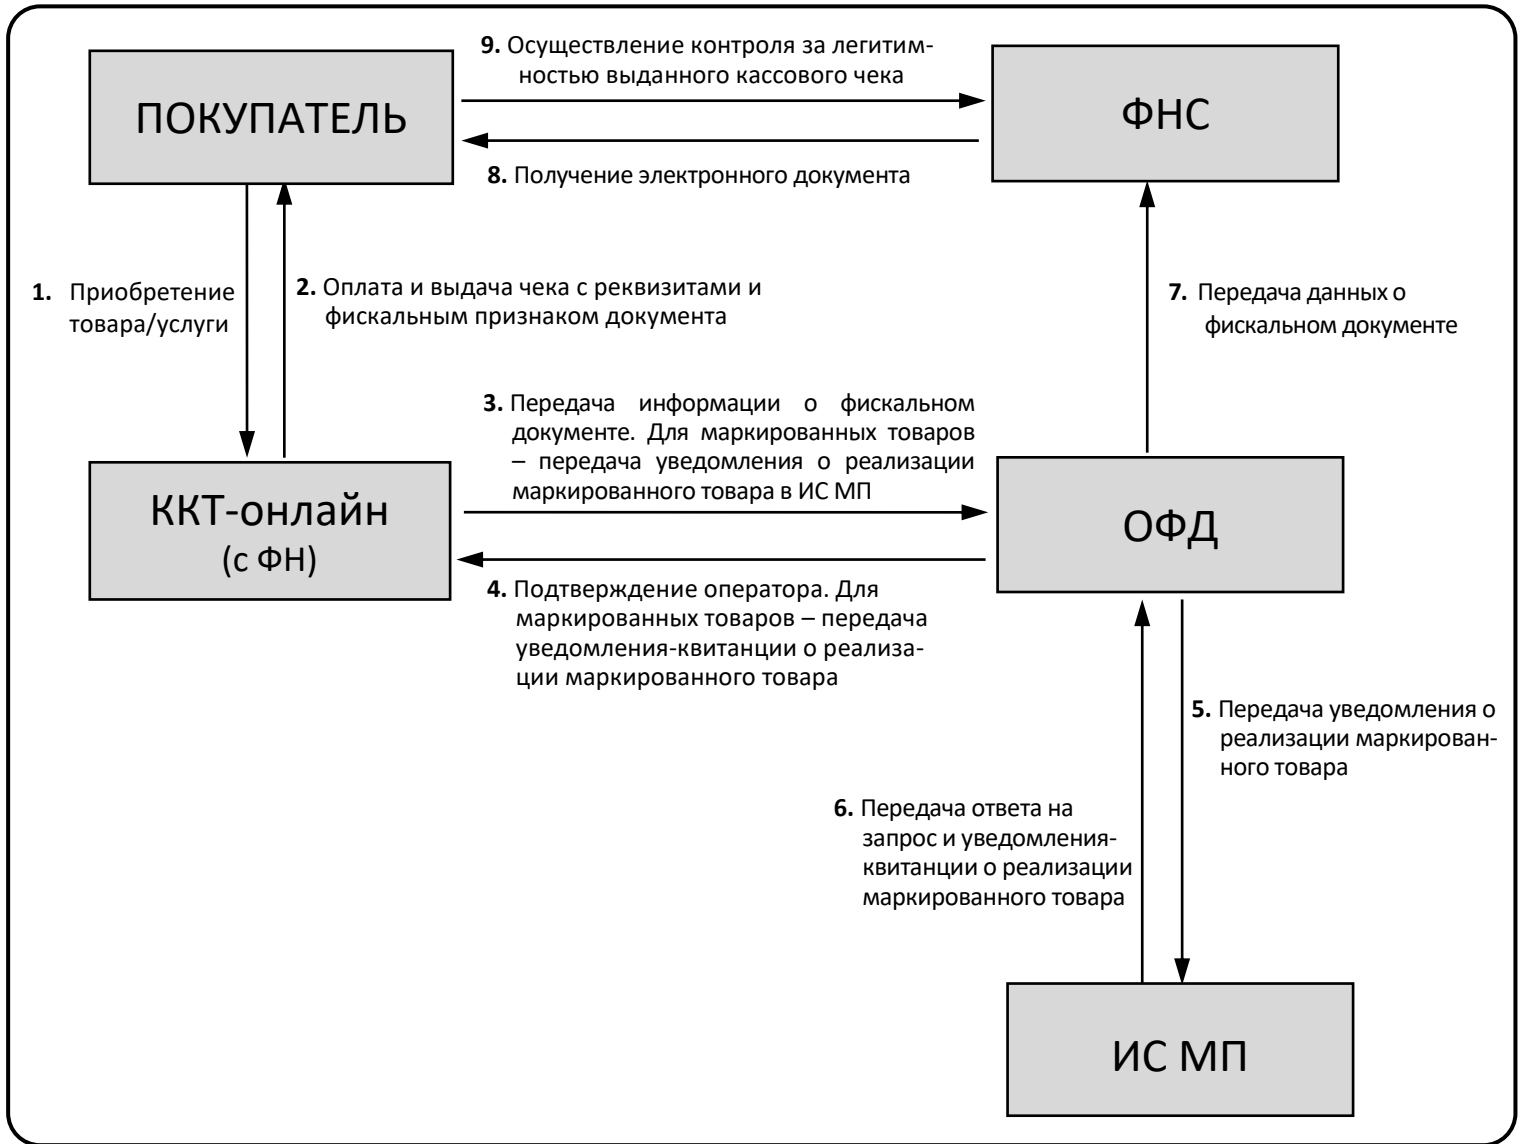 9. Осуществление контроля за легитим-
ностью выданного кассового чека
ПОКУПАТЕЛЬ
ФНС
8. Получение электронного документа
1. Приобретение
товара/услуги
2. Оплата и выдача чека с реквизитами и
фискальным признаком документа
7. Передача данных о
фискальном документе
3. Передача информации о фискальном
документе. Для маркированных товаров
– передача уведомления о реализации
маркированного товара в ИС МП
ККТ-онлайн
(с ФН)
ОФД
4. Подтверждение оператора. Для
маркированных товаров – передача
уведомления-квитанции о реализа-
ции маркированного товара
5. Передача уведомления о
реализации маркирован-
ного товара
6. Передача ответа на
запрос и уведомления-
квитанции о реализации
маркированного товара
ИС МП